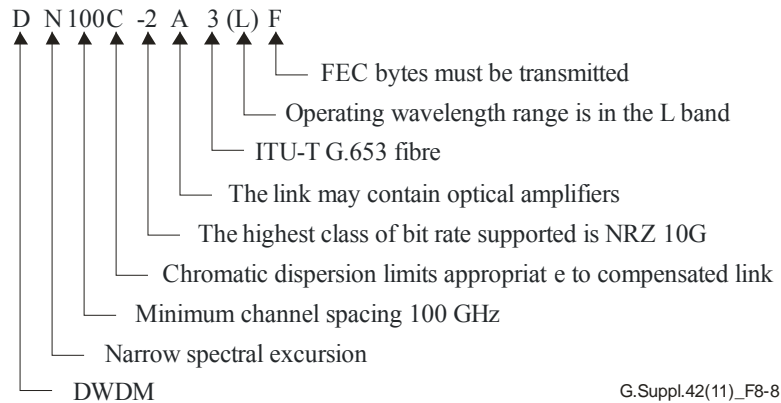 D N100C -2 A 3 (L) F
FEC bytes must be transmitted
Operating wavelength range is in the L band
ITU-T G.653 fibre
The link may contain optical amplifiers
The highest class of bit rate supported is NRZ 10G
Chromatic dispersion limits appropriat e to compensated link
Minimum channel spacing 100 GHz
Narrow spectral excursion
DWDM
G.Suppl.42(11)_F8-8